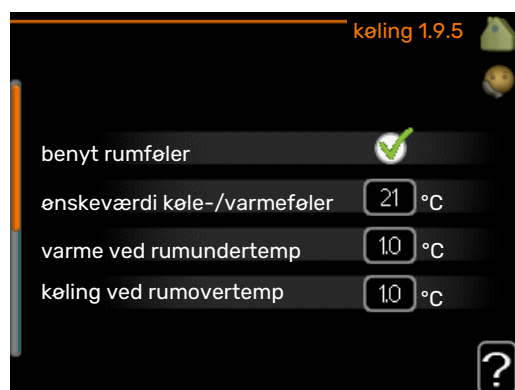 køling 1.9.5
benyt rumføler
ønskeværdi køle-/varmeføler 21 °C
varme ved rumundertemp 1.0 °C
køling ved rumovertemp 1.0 °C
?